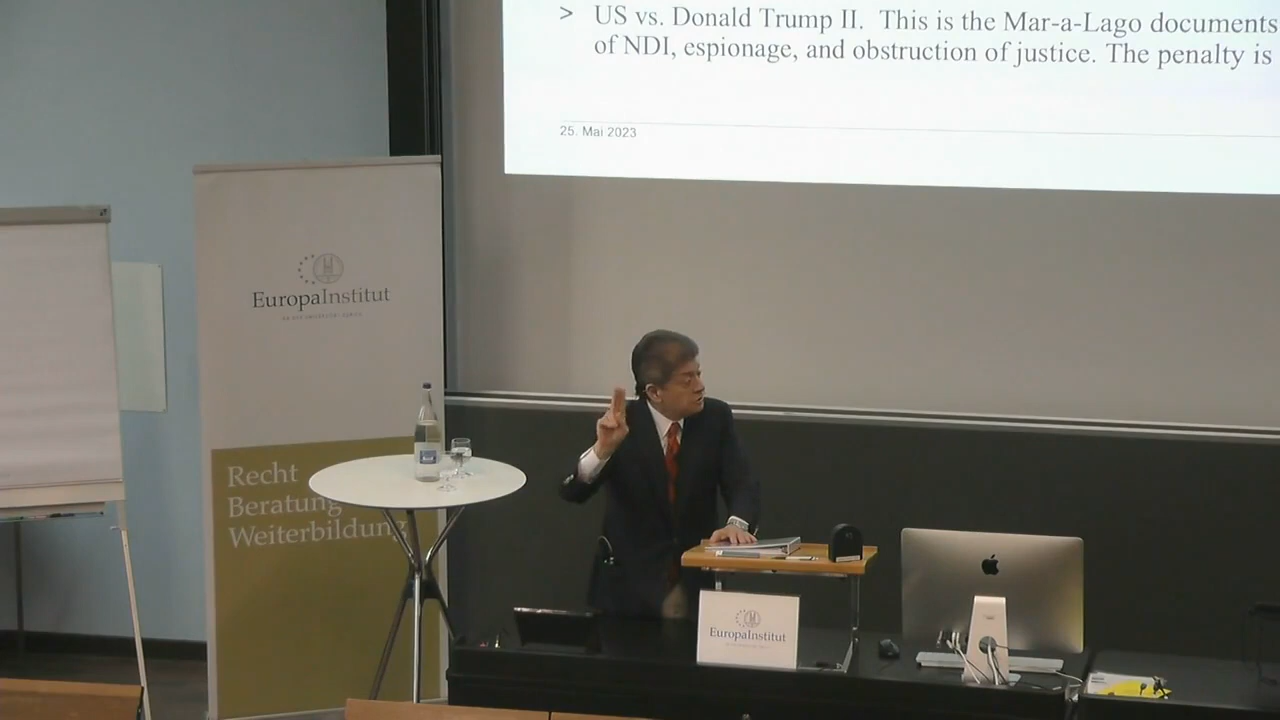 > US vs. Donald Trump II. This is the Mar-a-Lago documents
of NDI, espionage, and obstruction of justice. The penalty is
25. Mai 2023
EuropaInstitut
Recht
Beratung
Weiterbildung
EuropaInstitut